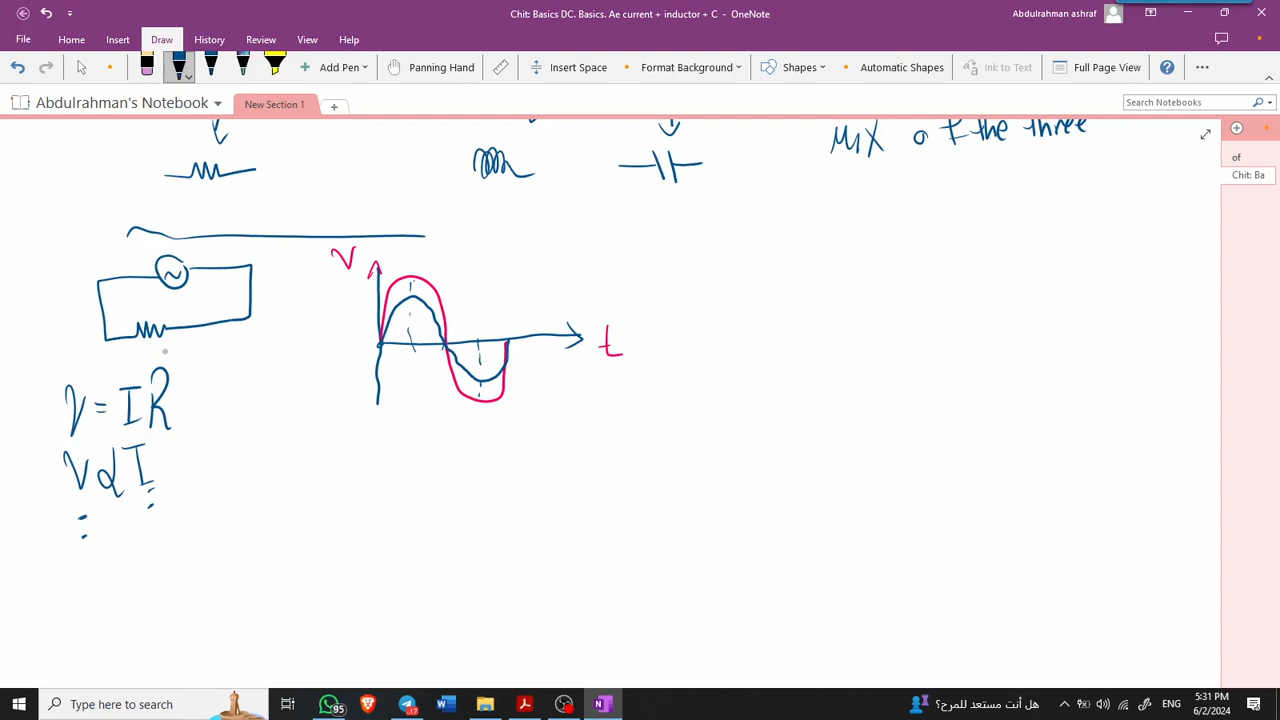 Chit: Basics DC. Basics. Ae current + inductor + C - OneNote
Abdulrahman ashraf
File Home Insert Draw History Review View Help
Add Pen Panning Hand Insert Space Format Background Shapes Automatic Shapes Ink to Text Full Page View
Abdulrahman's Notebook New Section 1 Search Notebooks
MIX of the three
of
Chit: Ba
V
t
V = IR
V α I
Type here to search
95
17
هل أنت مستعد للمرح؟
ENG
5:31 PM
6/2/2024
3